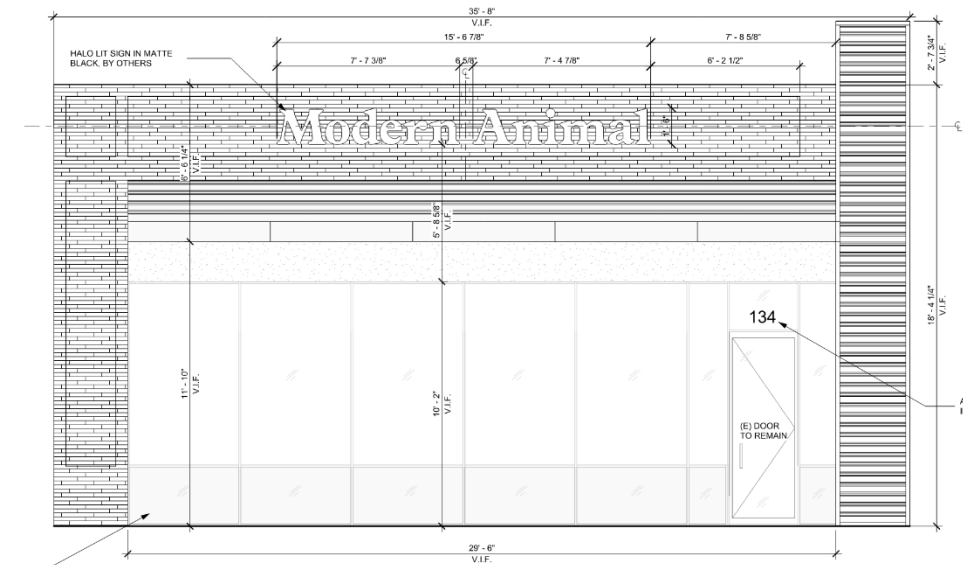 35' - 8"
V.I.F.
15' - 6 7/8"
7' - 8 5/8"
HALO LIT SIGN IN MATTE
BLACK, BY OTHERS
7' - 7 3/8"
6 5/8"
7' - 4 7/8"
6' - 2 1/2"
2' - 7 3/4"
V.I.F.
Modern Animal
1' - 6"
6' - 6 1/4"
V.I.F.
5' - 8 5/8"
V.I.F.
134
18' - 4 1/4"
V.I.F.
11' - 10"
V.I.F.
10' - 2"
V.I.F.
(E) DOOR
TO REMAIN
29' - 6"
V.I.F.